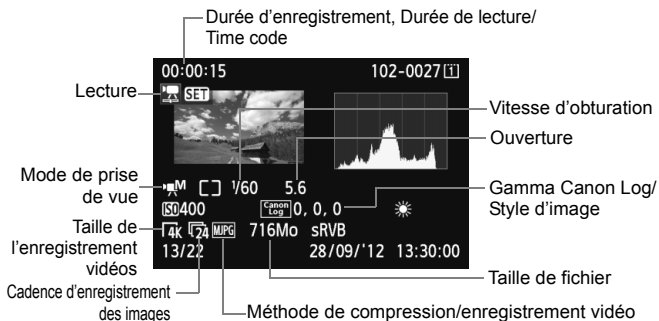 Durée d'enregistrement, Durée de lecture/
Time code
00:00:15 102-0027 1
Lecture
SET
Vitesse d'obturation
Ouverture
Mode de prise
de vue
M 1/60 5.6
Gamma Canon Log/
Style d'image
ISO 400 Canon Log 0, 0, 0
Taille de
l'enregistrement
vidéos
4K 24 MJPG 716Mo sRVB
13/22 28/09/'12 13:30:00
Taille de fichier
Cadence d'enregistrement
des images
Méthode de compression/enregistrement vidéo